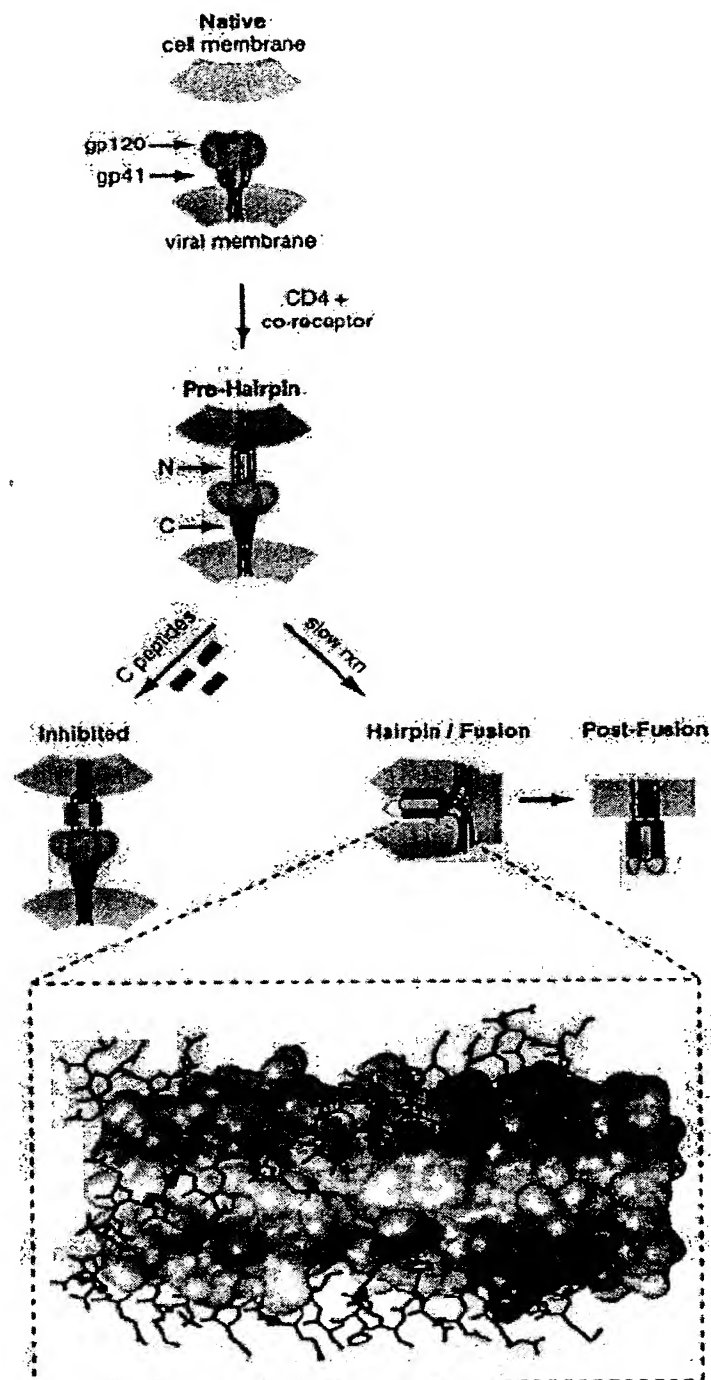 Native
cell membrane
gp120
gp41
viral membrane
CD4 +
co-receptor
Pre-Hairpin
N
C
C peptides
slow rxn
Inhibited
Hairpin / Fusion
Post-Fusion